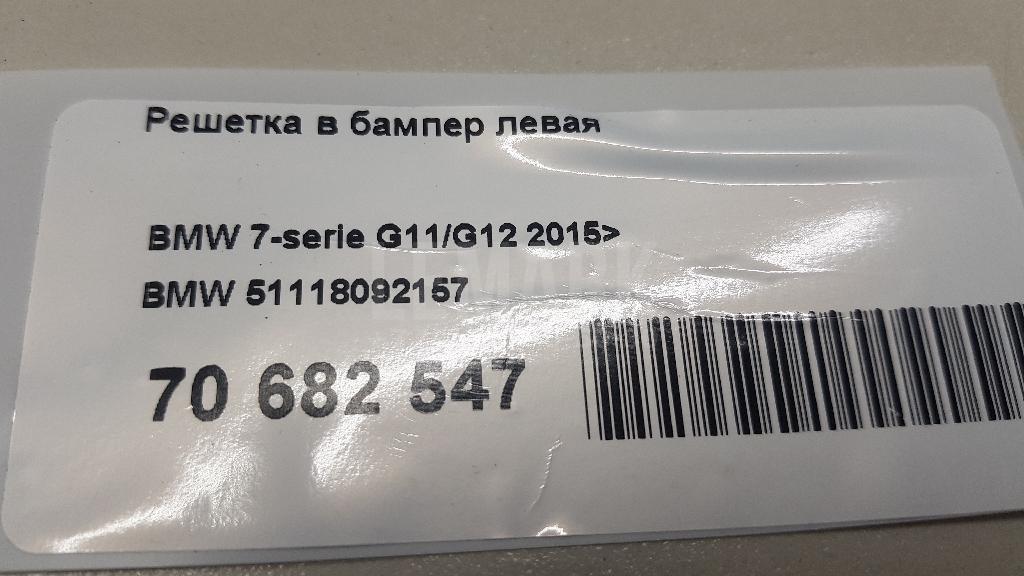 Решетка в бампер левая
BMW 7-serie G11/G12 2015>
BMW 51118092157
70 682 547